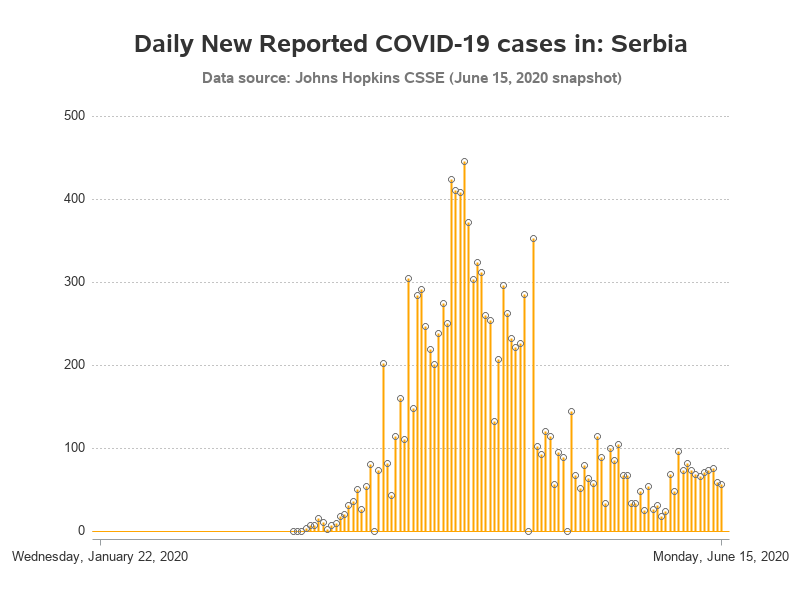 Daily New Reported COVID-19 cases in: Serbia
Data source: Johns Hopkins CSSE (June 15, 2020 snapshot)
500
400
300
200
100
0
Wednesday, January 22, 2020
Monday, June 15, 2020